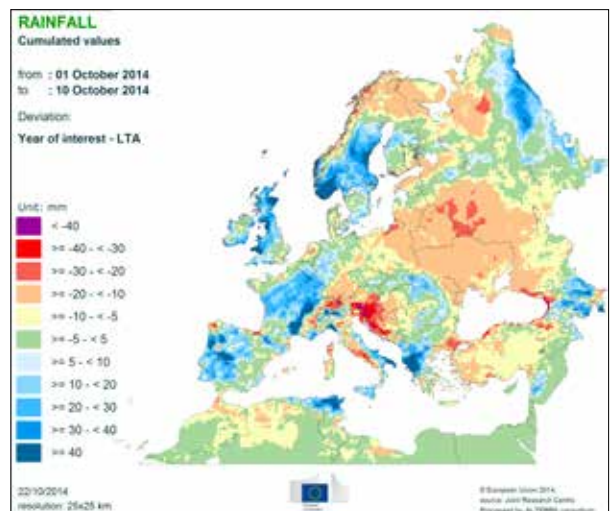 RAINFALL
Cumulated values
from : 01 October 2014
to : 10 October 2014
Deviation:
Year of interest - LTA
Unit: mm
< -40
>= -40 - < -30
>= -30 - < -20
>= -20 - < -10
>= -10 - < -5
>= -5 - < 5
>= 5 - < 10
>= 10 - < 20
>= 20 - < 30
>= 30 - < 40
>= 40
22/10/2014
resolution: 25x25 km
© European Union 2014
source: Joint Research Centre